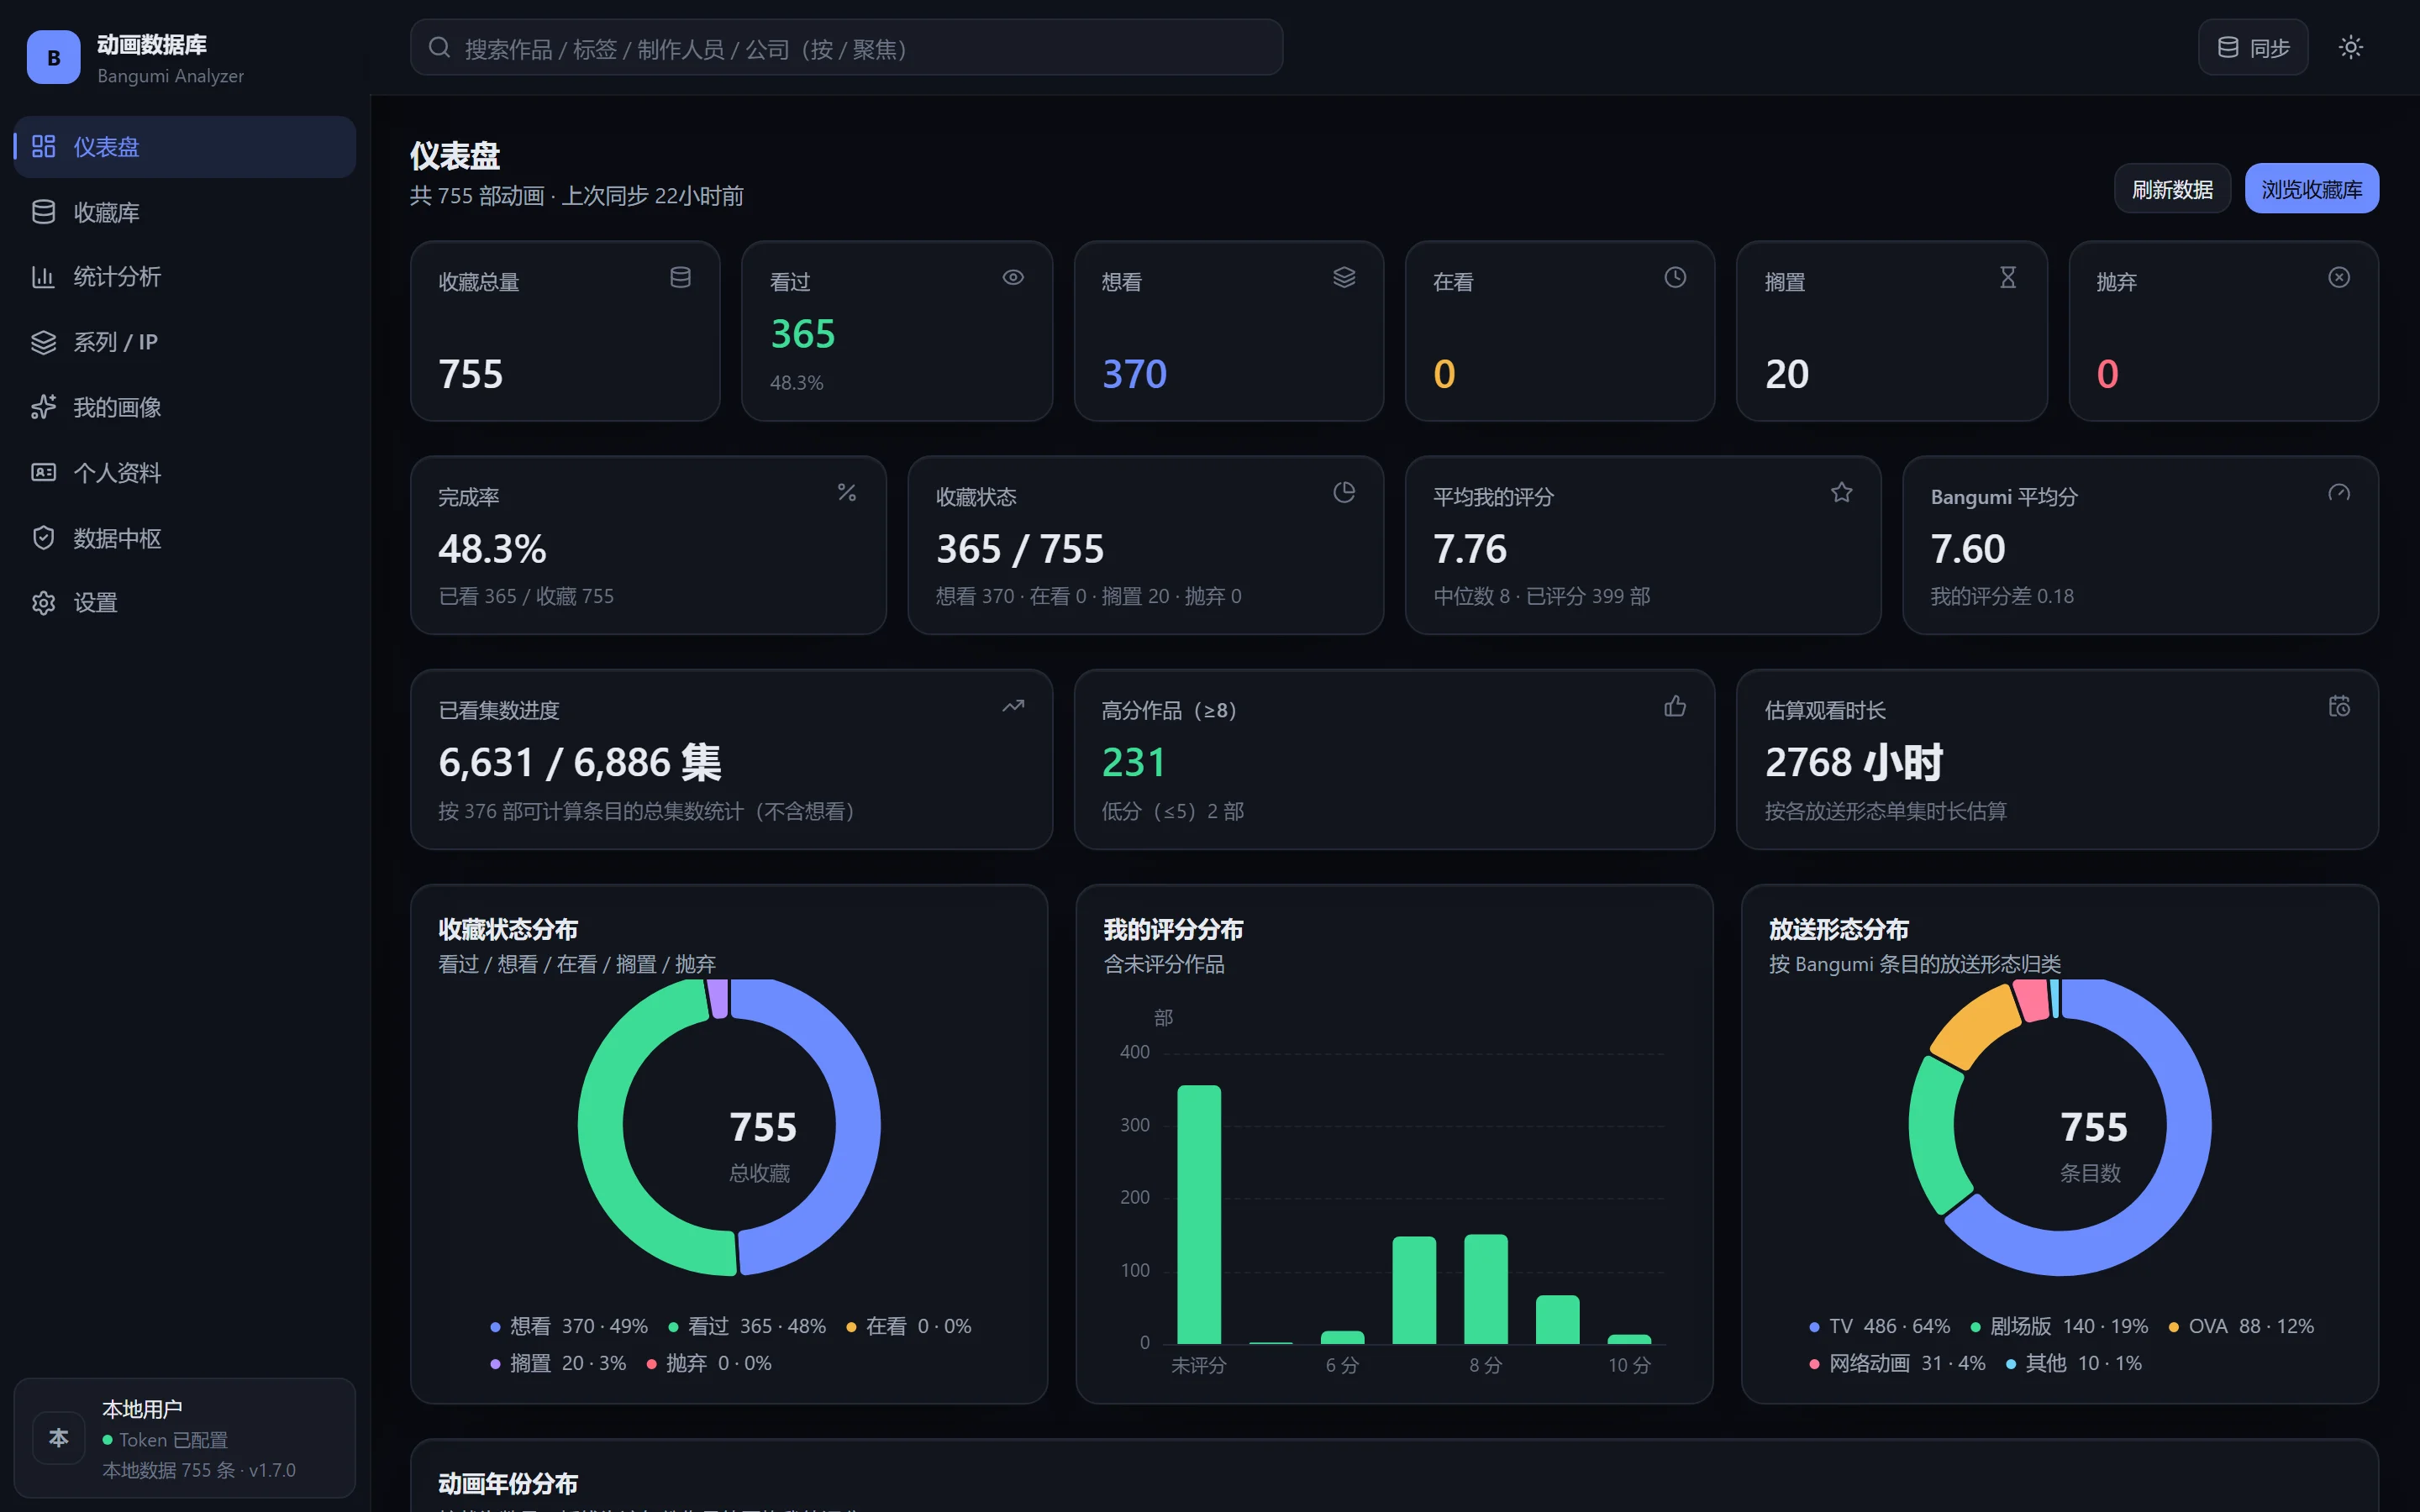 B
动画数据库
Bangumi Analyzer
仪表盘
收藏库
统计分析
系列 / IP
我的画像
个人资料
数据中枢
设置
本
本地用户
Token 已配置
本地数据 755 条 · v1.7.0
搜索作品 / 标签 / 制作人员 / 公司（按 / 聚焦）
同步
仪表盘
共 755 部动画 · 上次同步 22小时前
刷新数据
浏览收藏库
收藏总量
755
看过
365
48.3%
想看
370
在看
0
搁置
20
抛弃
0
完成率
48.3%
已看 365 / 收藏 755
收藏状态
365 / 755
想看 370 · 在看 0 · 搁置 20 · 抛弃 0
平均我的评分
7.76
中位数 8 · 已评分 399 部
Bangumi 平均分
7.60
我的评分差 0.18
已看集数进度
6,631 / 6,886 集
按 376 部可计算条目的总集数统计（不含想看）
高分作品（≥8）
231
低分（≤5）2 部
估算观看时长
2768 小时
按各放送形态单集时长估算
收藏状态分布
看过 / 想看 / 在看 / 搁置 / 抛弃
755
总收藏
想看 370 · 49% 看过 365 · 48% 在看 0 · 0%
搁置 20 · 3% 抛弃 0 · 0%
我的评分分布
含未评分作品
部
400
300
200
100
0
未评分 6 分 8 分 10 分
放送形态分布
按 Bangumi 条目的放送形态归类
755
条目数
TV 486 · 64% 剧场版 140 · 19% OVA 88 · 12%
网络动画 31 · 4% 其他 10 · 1%
动画年份分布